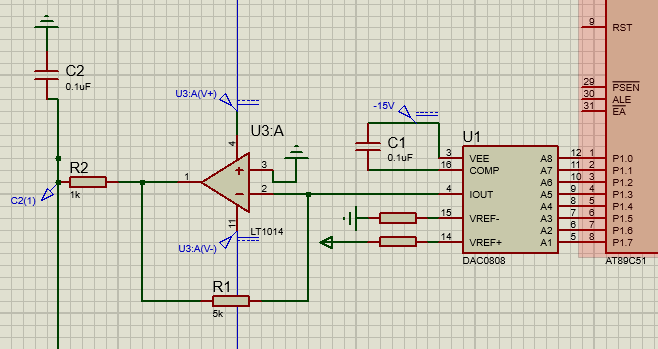 9 RST
C2
0.1uF
U3:A(V+)
29 PSEN
30 ALE
31 EA
-15V
4
U3:A
C1
0.1uF
U1
3 VEE A8 12 1 P1.0
16 COMP A7 11 2 P1.1
A6 10 3 P1.2
4 IOUT A5 9 4 P1.3
A4 8 5 P1.4
15 VREF- A3 7 6 P1.5
A2 6 7 P1.6
14 VREF+ A1 5 8 P1.7
DAC0808
AT89C51
R2
1k
C2(1)
1
3
2
+
-
11
LT1014
U3:A(V-)
R1
5k